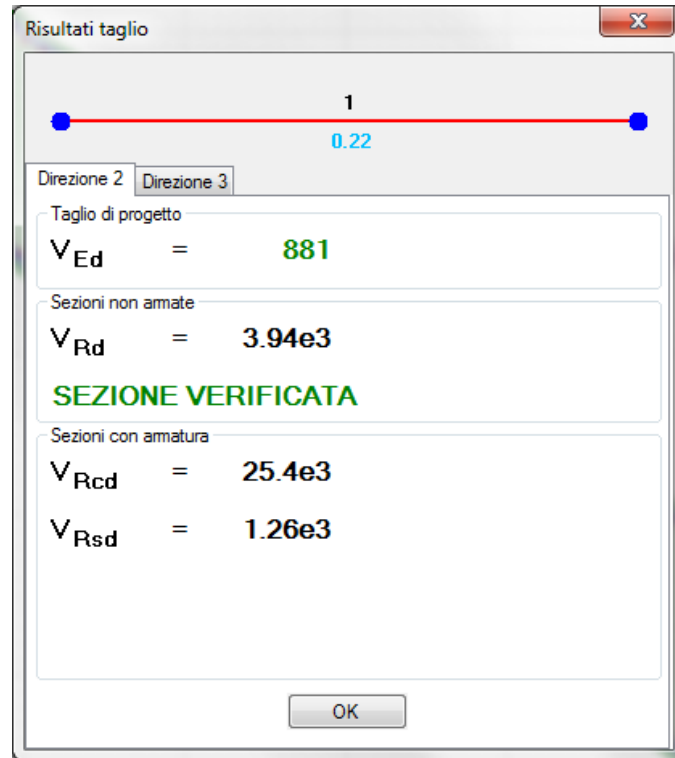 Risultati taglio
1
0.22
Direzione 2 Direzione 3
Taglio di progetto
VEd = 881
Sezioni non armate
VRd = 3.94e3
SEZIONE VERIFICATA
Sezioni con armatura
VRcd = 25.4e3
VRsd = 1.26e3
OK